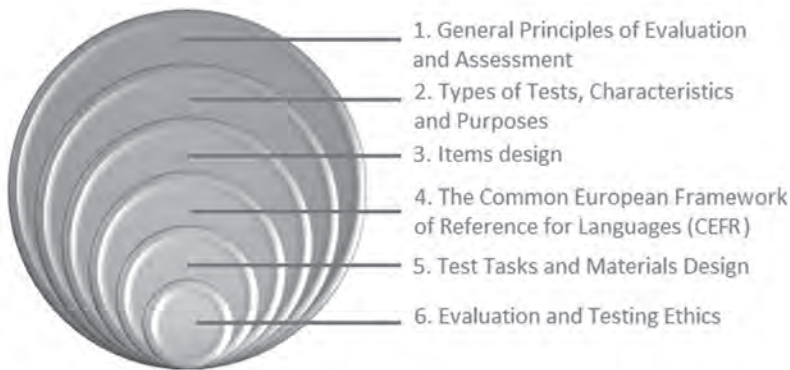 1. General Principles of Evaluation
and Assessment
2. Types of Tests, Characteristics
and Purposes
3. Items design
4. The Common European Framework
of Reference for Languages (CEFR)
5. Test Tasks and Materials Design
6. Evaluation and Testing Ethics